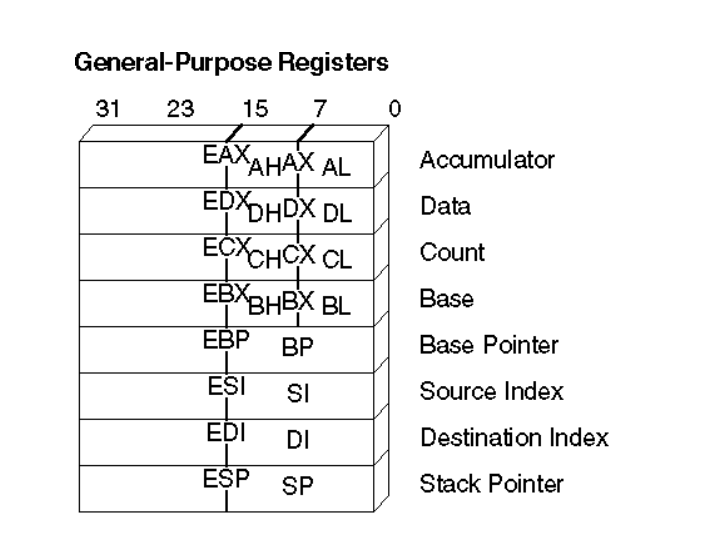 General-Purpose Registers
31 23 15 7 0
EAX AH AX AL Accumulator
EDX DH DX DL Data
ECX CH CX CL Count
EBX BH BX BL Base
EBP BP Base Pointer
ESI SI Source Index
EDI DI Destination Index
ESP SP Stack Pointer